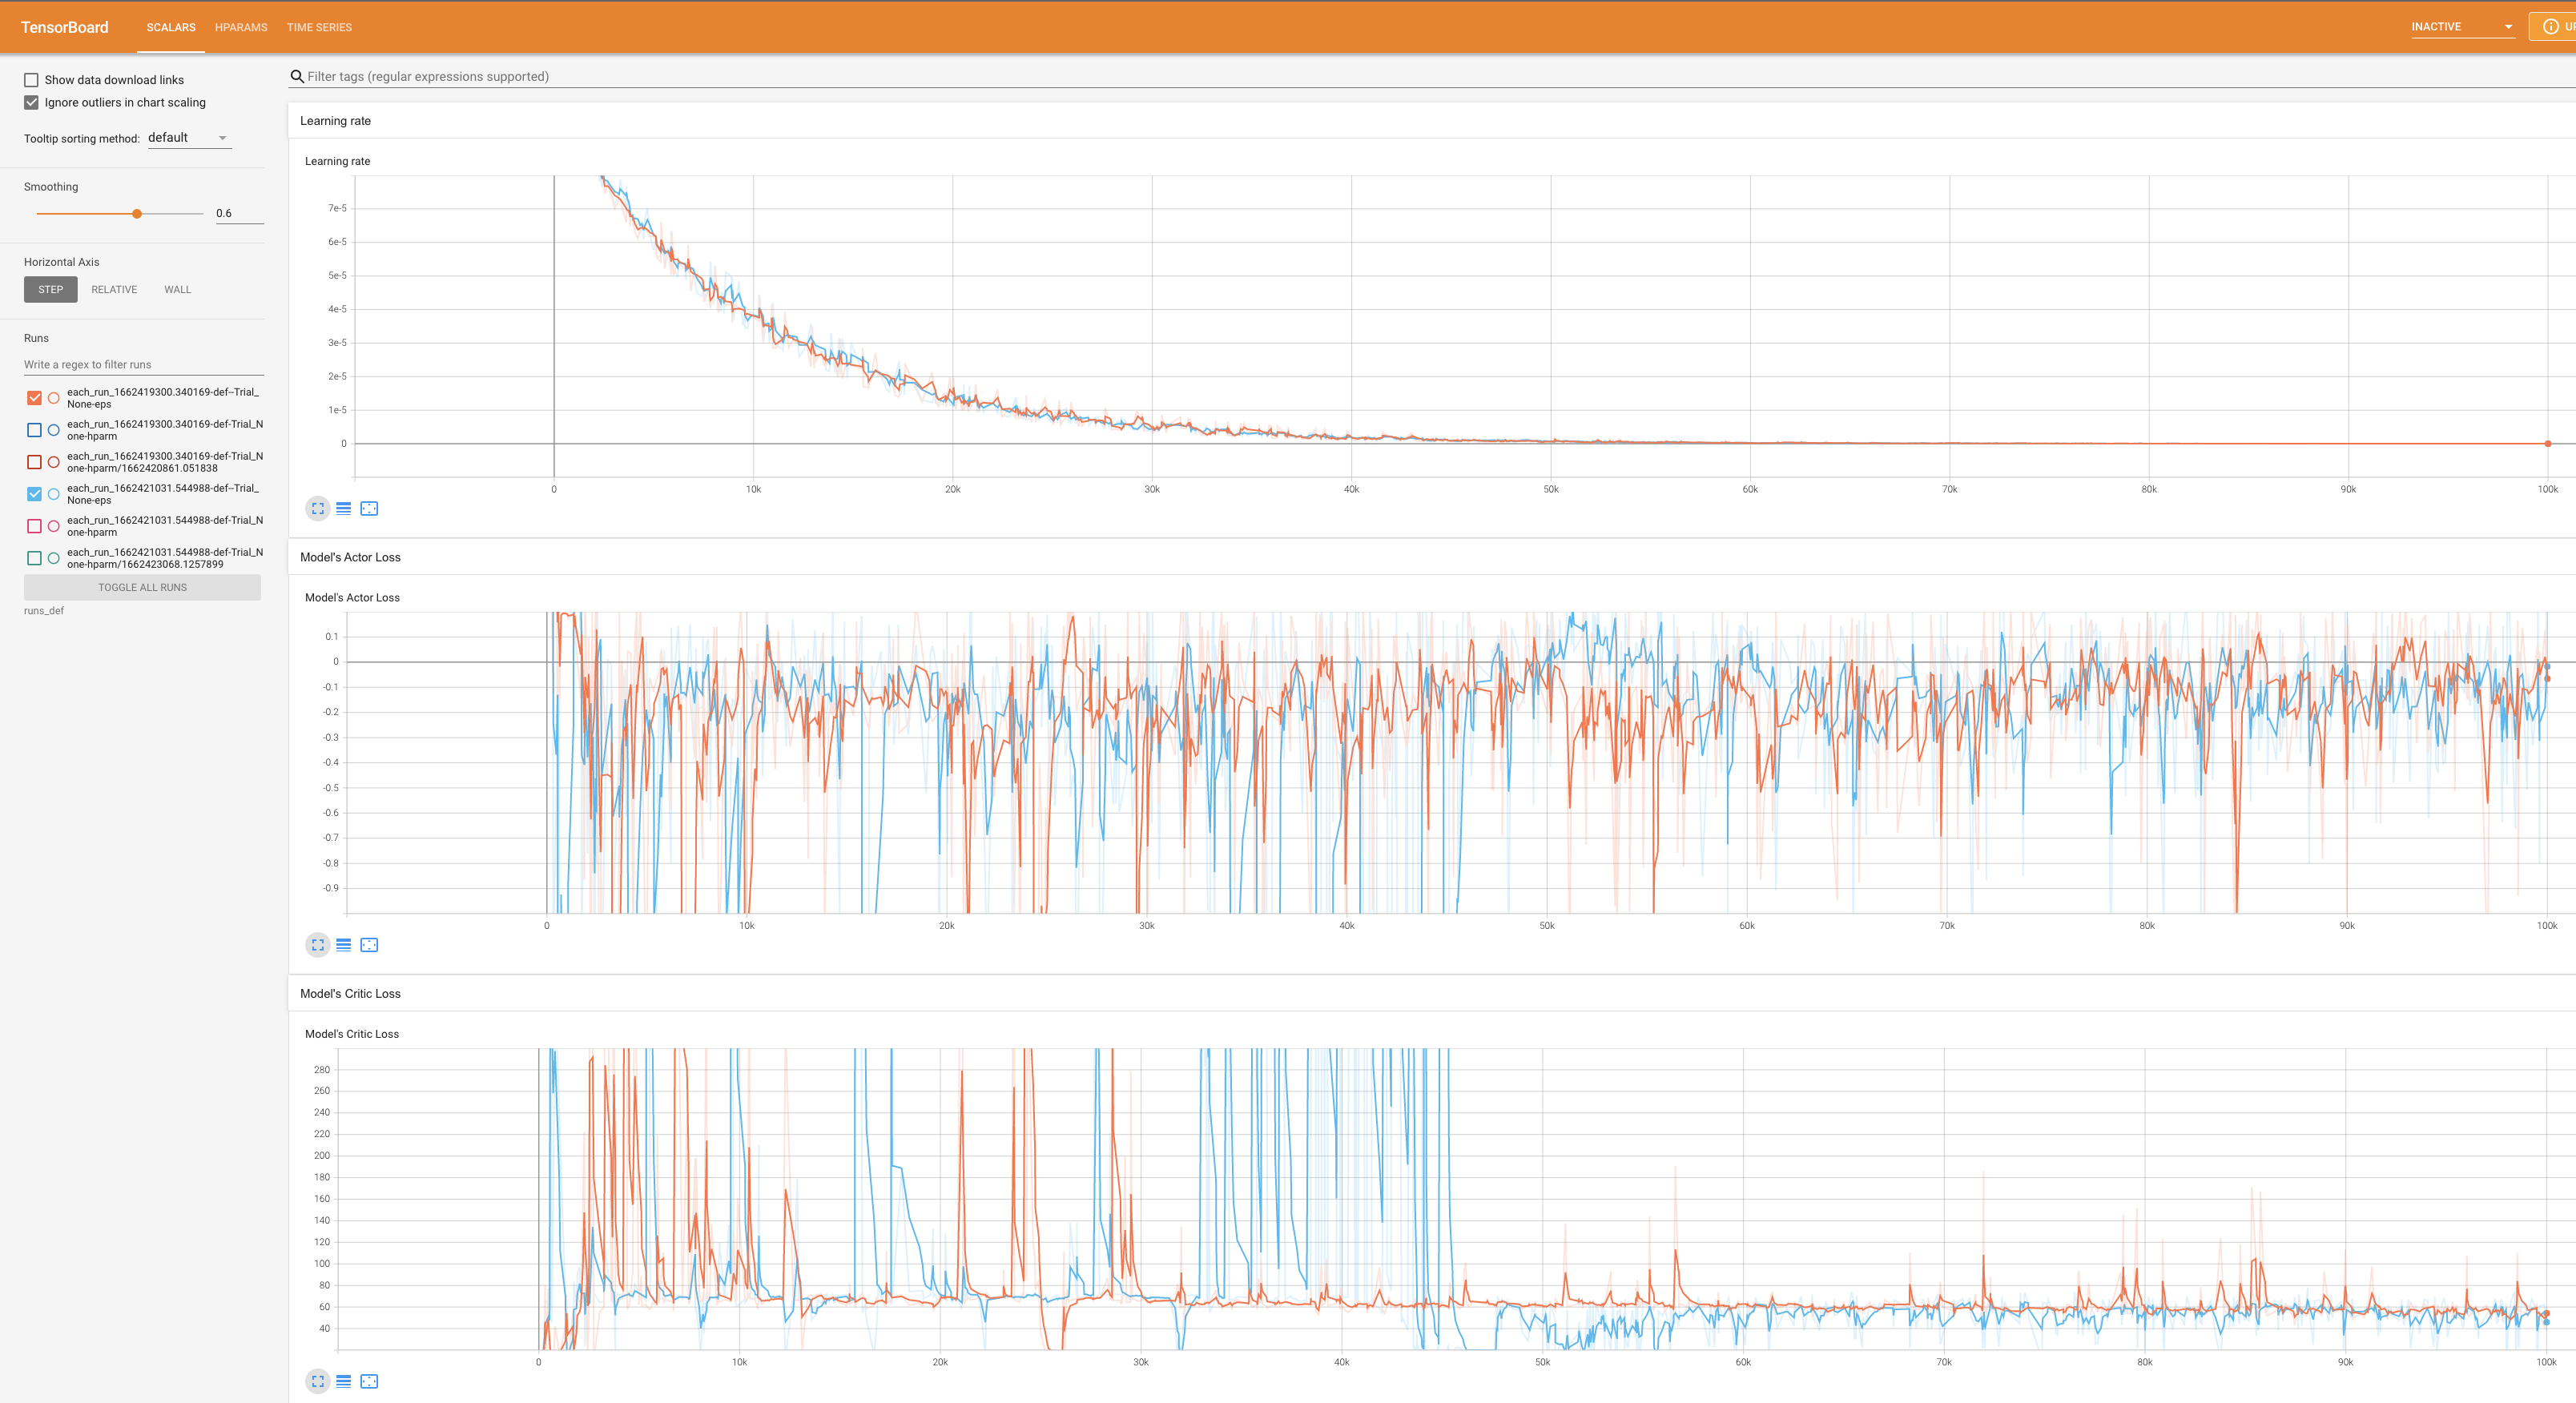 TensorBoard
SCALARS
HPARAMS
TIME SERIES
INACTIVE
Show data download links
Ignore outliers in chart scaling
Tooltip sorting method: default
Smoothing
0.6
Horizontal Axis
STEP
RELATIVE
WALL
Runs
Write a regex to filter runs
each_run_1662419300.340169-def--Trial_
None-eps
each_run_1662419300.340169-def-Trial_N
one-hparm
each_run_1662419300.340169-def-Trial_N
one-hparm/1662420861.051838
each_run_1662421031.544988-def--Trial_
None-eps
each_run_1662421031.544988-def-Trial_N
one-hparm
each_run_1662421031.544988-def-Trial_N
one-hparm/1662423068.1257899
TOGGLE ALL RUNS
runs_def
Filter tags (regular expressions supported)
Learning rate
Learning rate
7e-5
6e-5
5e-5
4e-5
3e-5
2e-5
1e-5
0
0 10k 20k 30k 40k 50k 60k 70k 80k 90k 100k
Model's Actor Loss
Model's Actor Loss
0.1
0
-0.1
-0.2
-0.3
-0.4
-0.5
-0.6
-0.7
-0.8
-0.9
0 10k 20k 30k 40k 50k 60k 70k 80k 90k 100k
Model's Critic Loss
Model's Critic Loss
280
260
240
220
200
180
160
140
120
100
80
60
40
0 10k 20k 30k 40k 50k 60k 70k 80k 90k 100k